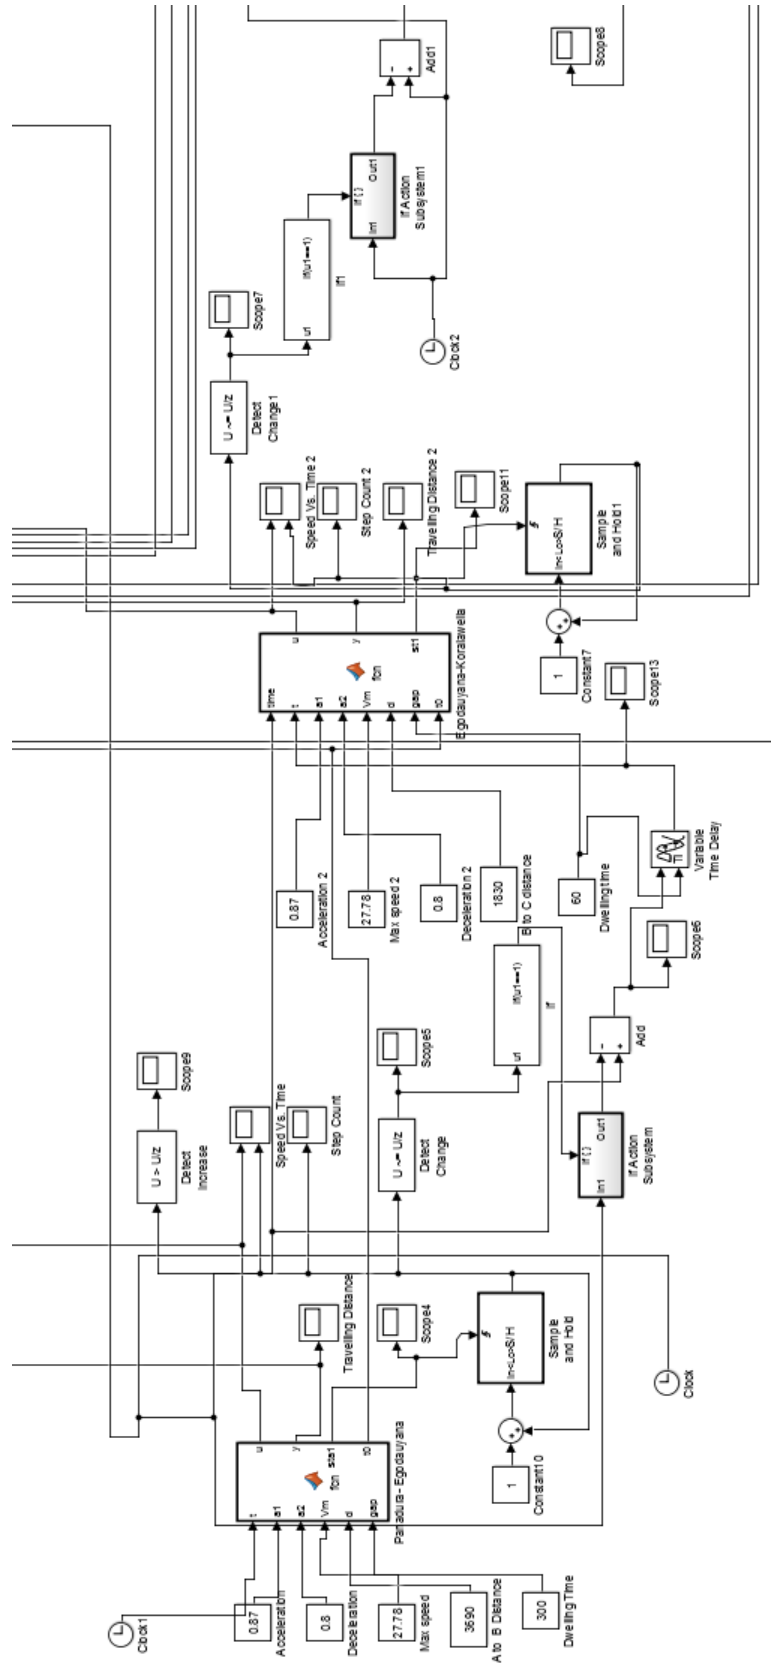 Clock1
0.87
Acceleration
0.8
Deceleration
27.78
Max speed
3690
A to B Distance
300
Dwelling Time
t
a1
a2
Vm
d
gap
fcn
u
y
sta1
t0
Panadura- Egodauyana
1
Constant10
In<Lo>S/H
Sample
and Hold
Scope4
Travelling Distance
Clock
U > U/z
Detect
Increase
Scope9
Speed Vs. Time
Step Count
U ~= U/z
Detect
Change
Scope5
u1
if(u1==1)
If
In1
if { }
Out1
If Action
Subsystem
-
+
Add
Scope6
0.87
Acceleration 2
27.78
Max speed 2
0.8
Deceleration 2
1830
B to C distance
60
Dwelling time
Variable
Time Delay
Scope13
time
t
a1
a2
Vm
d
gap
t0
fcn
u
y
st1
Egodauyana-Koralawella
1
Constant7
In<Lo>S/H
Sample
and Hold1
Scope11
Speed Vs. Time 2
Step Count 2
Travelling Distance 2
U ~= U/z
Detect
Change1
Scope7
u1
if(u1==1)
If1
Clock2
In1
if { }
Out1
If Action
Subsystem1
-
+
Add1
Scope8